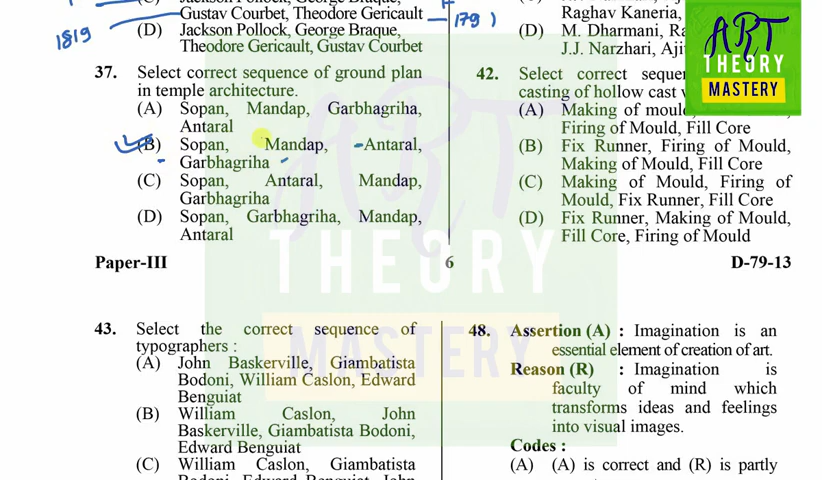 Gustav Courbet, Theodore Gericault
179 )
1819
(D) Jackson Pollock, George Braque,
Theodore Gericault, Gustav Courbet
37. Select correct sequence of ground plan
in temple architecture.
(A) Sopan, Mandap, Garbhagriha,
Antaral
(B) Sopan, Mandap, Antaral,
Garbhagriha
(C) Sopan, Antaral, Mandap,
Garbhagriha
(D) Sopan, Garbhagriha, Mandap,
Antaral
Raghav Kaneria,
(D) M. Dharmani,
J.J. Narzhari,
42. Select correct
casting of hollow cast
(A) Making of
Firing of Mould, Fill Core
(B) Fix Runner, Firing of Mould,
Making of Mould, Fill Core
(C) Making of Mould, Firing of
Mould, Fix Runner, Fill Core
(D) Fix Runner, Making of Mould,
Fill Core, Firing of Mould
ART
THEORY
MASTERY
Paper-III 6 D-79-13
ART
THEORY
MASTERY
43. Select the correct sequence of
typographers :
(A) John Baskerville, Giambatista
Bodoni, William Caslon, Edward
Benguiat
(B) William Caslon, John
Baskerville, Giambatista Bodoni,
Edward Benguiat
(C) William Caslon, Giambatista
Bodoni, Edward Benguiat, John
48. Assertion (A) : Imagination is an
essential element of creation of art.
Reason (R) : Imagination is
faculty of mind which
transforms ideas and feelings
into visual images.
Codes :
(A) (A) is correct and (R) is partly